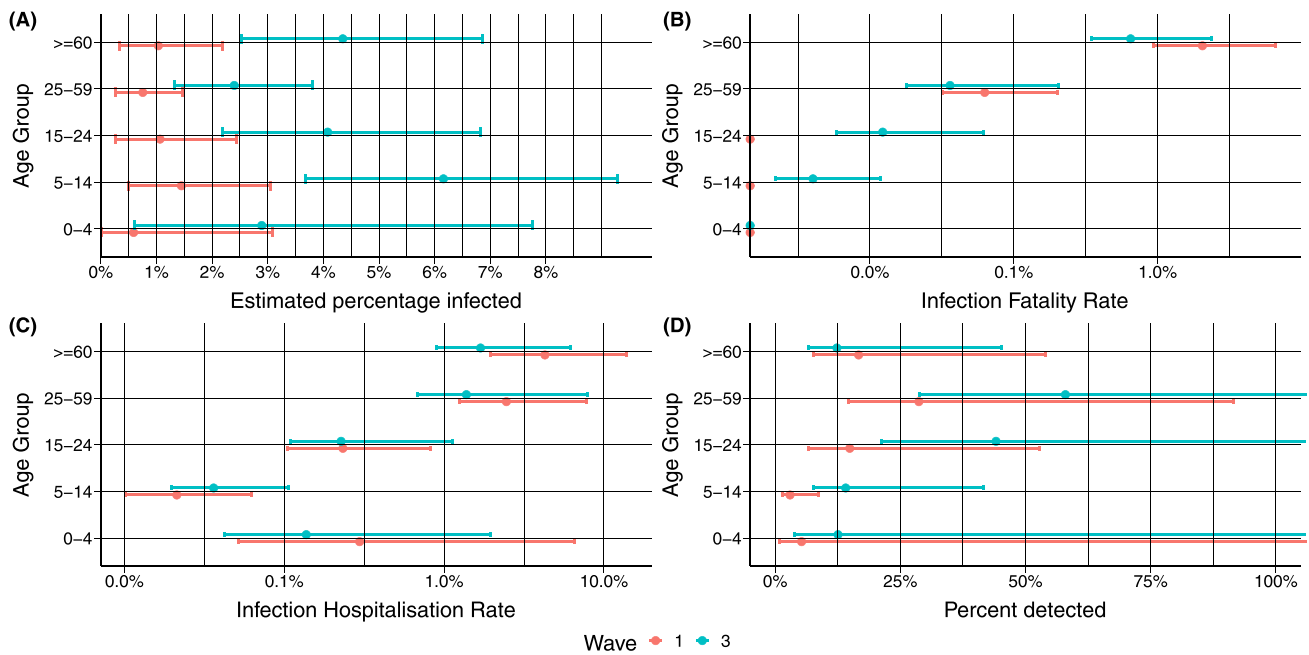 (A)
Age Group
>=60
25−59
15−24
5−14
0−4
0% 1% 2% 3% 4% 5% 6% 7% 8%
Estimated percentage infected
(B)
Age Group
>=60
25−59
15−24
5−14
0−4
0.0% 0.1% 1.0%
Infection Fatality Rate
(C)
Age Group
>=60
25−59
15−24
5−14
0−4
0.0% 0.1% 1.0% 10.0%
Infection Hospitalisation Rate
(D)
Age Group
>=60
25−59
15−24
5−14
0−4
0% 25% 50% 75% 100%
Percent detected
Wave 1 3